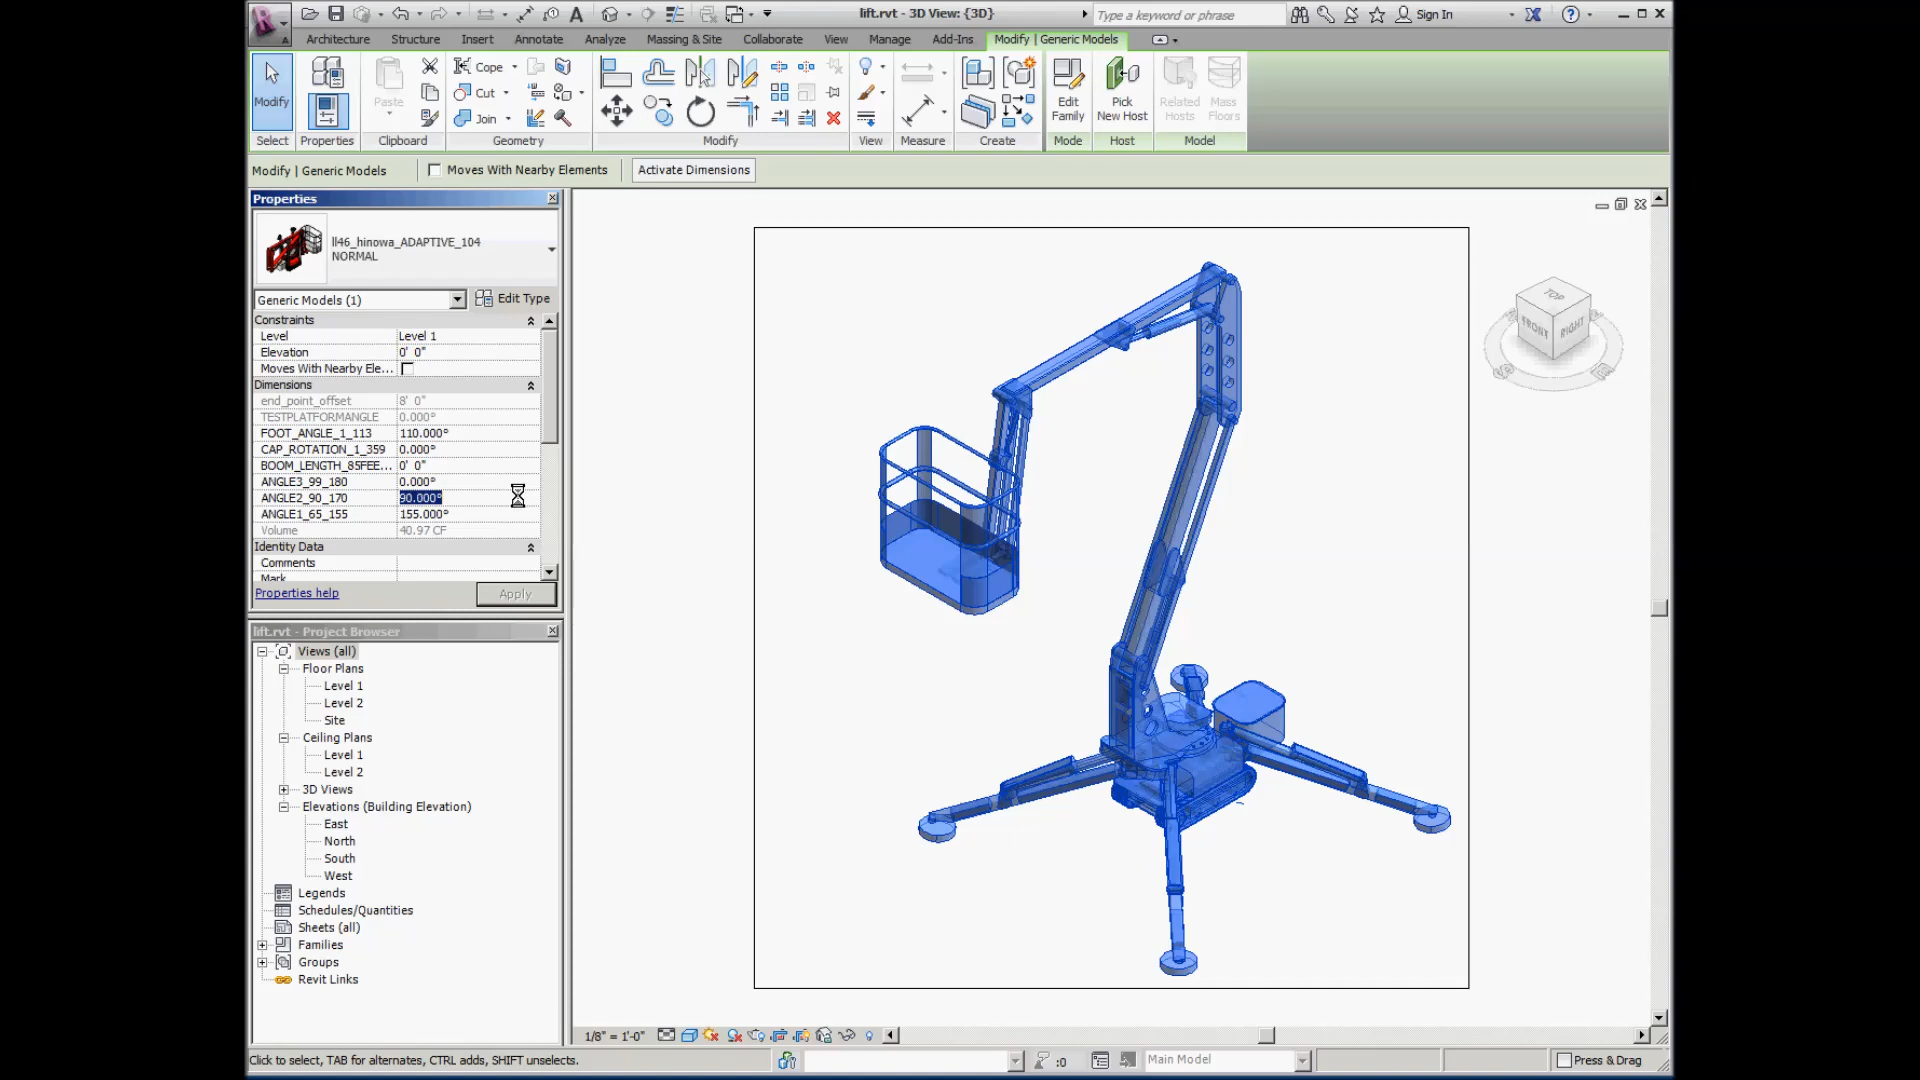 lift.rvt - 3D View: {3D}
Type a keyword or phrase
Sign In
Architecture Structure Insert Annotate Analyze Massing & Site Collaborate View Manage Add-Ins Modify | Generic Models
Modify
Paste
Cope
Cut
Join
Edit Family
Pick New Host
Related Hosts
Mass Floors
Select Properties Clipboard Geometry Modify View Measure Create Mode Host Model
Modify | Generic Models
Moves With Nearby Elements
Activate Dimensions
Properties
ll46_hinowa_ADAPTIVE_104
NORMAL
Generic Models (1)
Edit Type
Constraints
Level Level 1
Elevation 0' 0"
Moves With Nearby Ele...
Dimensions
end_point_offset 8' 0"
TESTPLATFORMANGLE 0.000°
FOOT_ANGLE_1_113 110.000°
CAP_ROTATION_1_359 0.000°
BOOM_LENGTH_85FEE... 0' 0"
ANGLE3_99_180 0.000°
ANGLE2_90_170 90.000°
ANGLE1_65_155 155.000°
Volume 40.97 CF
Identity Data
Comments
Mark
Properties help
Apply
lift.rvt - Project Browser
Views (all)
Floor Plans
Level 1
Level 2
Site
Ceiling Plans
Level 1
Level 2
3D Views
Elevations (Building Elevation)
East
North
South
West
Legends
Schedules/Quantities
Sheets (all)
Families
Groups
Revit Links
TOP
FRONT
RIGHT
1/8" = 1'-0"
Click to select, TAB for alternates, CTRL adds, SHIFT unselects.
:0
Main Model
Press & Drag